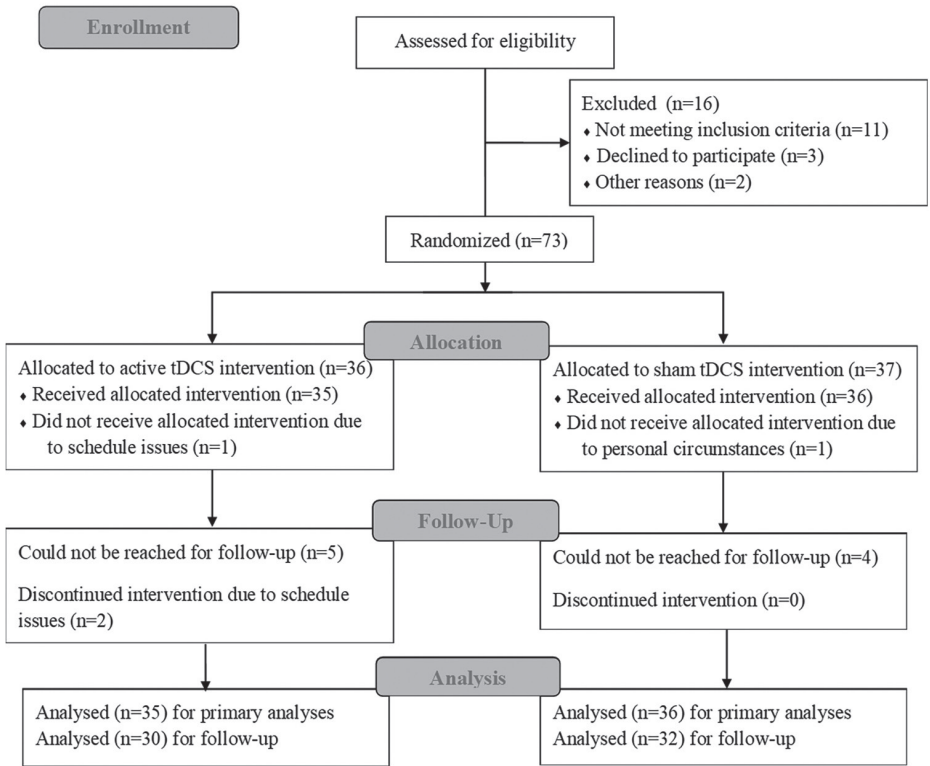 Enrollment
Assessed for eligibility
Excluded (n=16)
♦ Not meeting inclusion criteria (n=11)
♦ Declined to participate (n=3)
♦ Other reasons (n=2)
Randomized (n=73)
Allocation
Allocated to active tDCS intervention (n=36)
♦ Received allocated intervention (n=35)
♦ Did not receive allocated intervention due
to schedule issues (n=1)
Allocated to sham tDCS intervention (n=37)
♦ Received allocated intervention (n=36)
♦ Did not receive allocated intervention due
to personal circumstances (n=1)
Follow-Up
Could not be reached for follow-up (n=5)
Discontinued intervention due to schedule
issues (n=2)
Could not be reached for follow-up (n=4)
Discontinued intervention (n=0)
Analysis
Analysed (n=35) for primary analyses
Analysed (n=30) for follow-up
Analysed (n=36) for primary analyses
Analysed (n=32) for follow-up